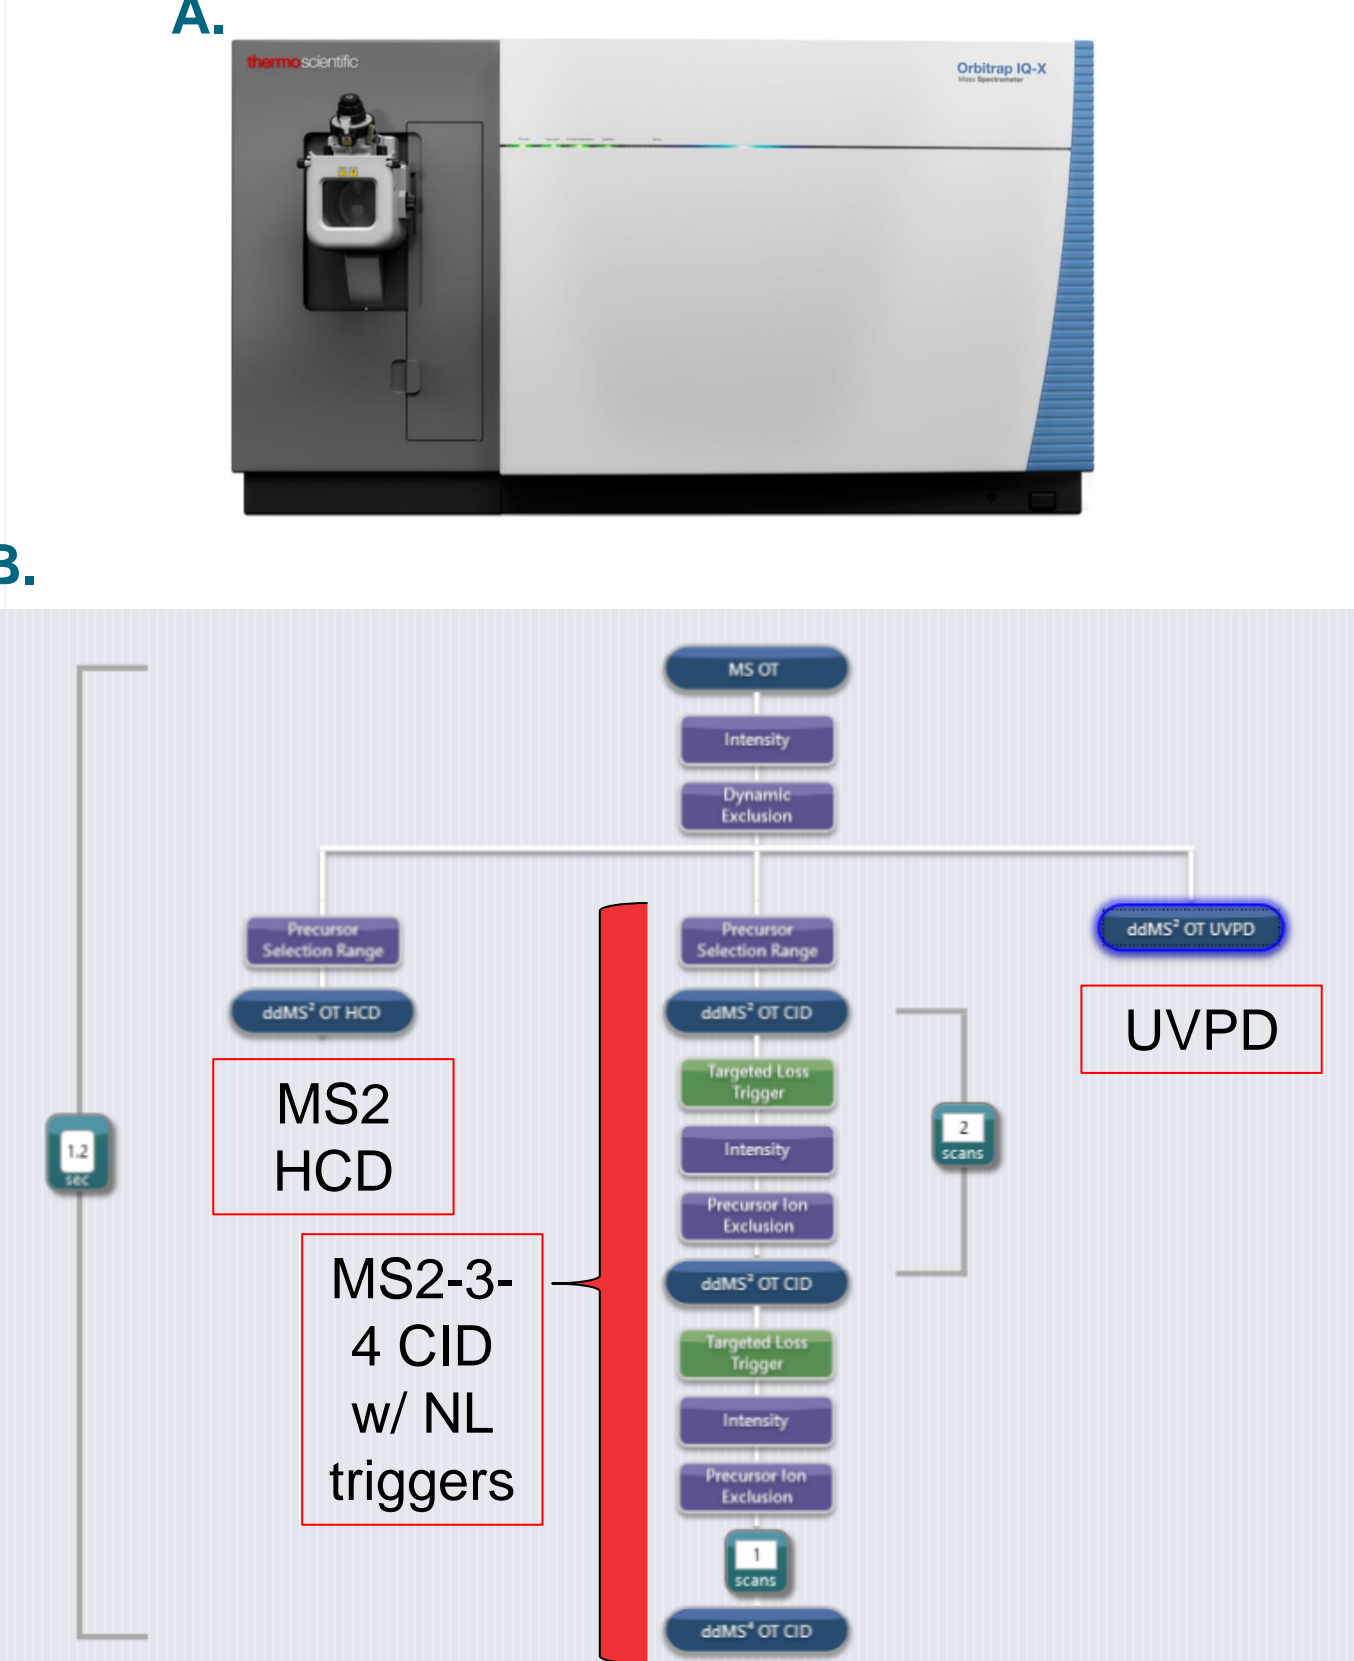 A.
thermoscientific
Orbitrap IQ-X
Mass Spectrometer
B.
MS OT
Intensity
Dynamic
Exclusion
Precursor
Selection Range
ddMS² OT HCD
MS2
HCD
Precursor
Selection Range
ddMS² OT CID
Targeted Loss
Trigger
Intensity
Precursor Ion
Exclusion
ddMS³ OT CID
Targeted Loss
Trigger
Intensity
Precursor Ion
Exclusion
1
scans
ddMS⁴ OT CID
MS2-3-
4 CID
w/ NL
triggers
2
scans
ddMS² OT UVPD
UVPD
1.2
sec